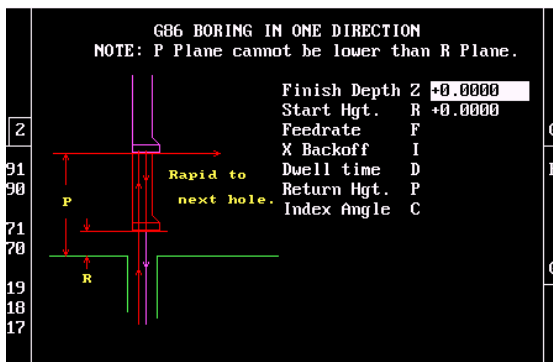 G86 BORING IN ONE DIRECTION
NOTE: P Plane cannot be lower than R Plane.
Finish Depth Z +0.0000
Start Hgt. R +0.0000
Feedrate F
X Backoff I
Dwell time D
Return Hgt. P
Index Angle C
Rapid to
next hole.
P
R
2
91
90
71
70
19
18
17